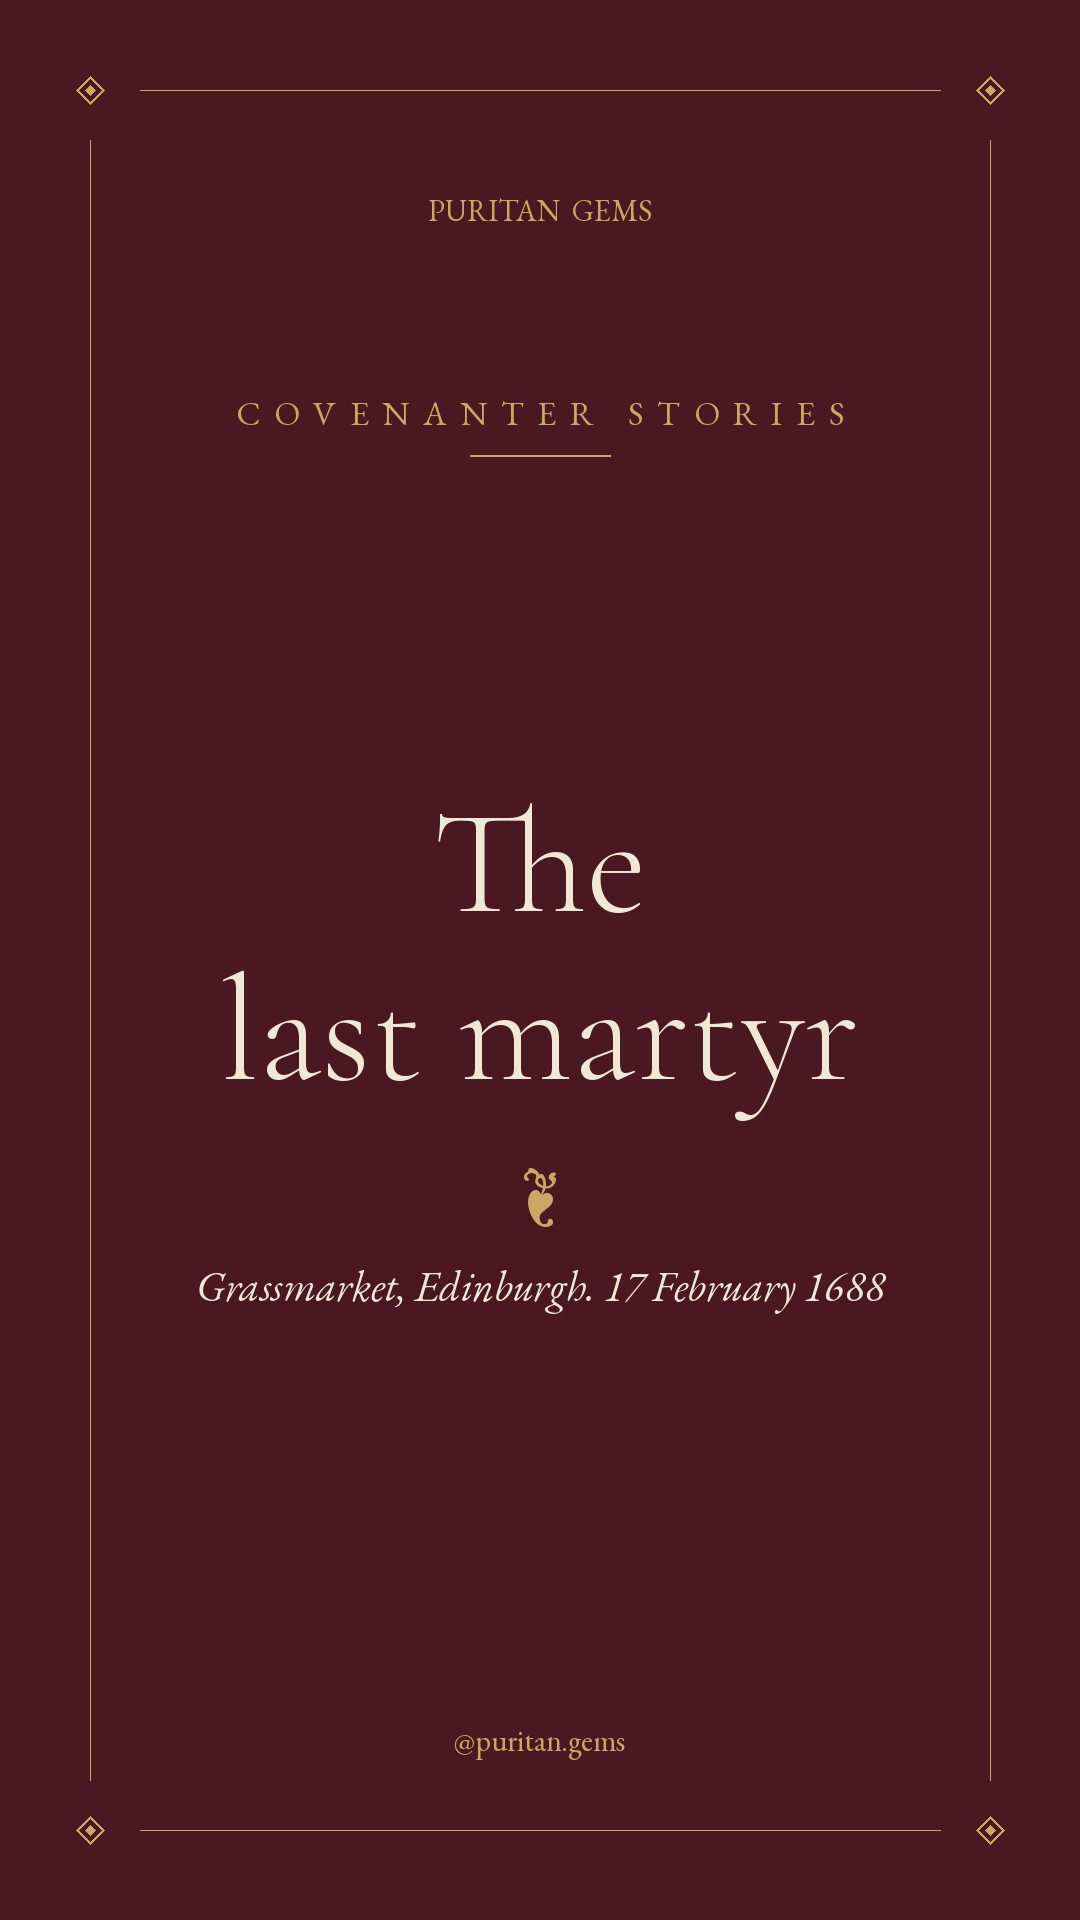 PURITAN GEMS
COVENANTER STORIES
The
last martyr
Grassmarket, Edinburgh. 17 February 1688
@puritan.gems